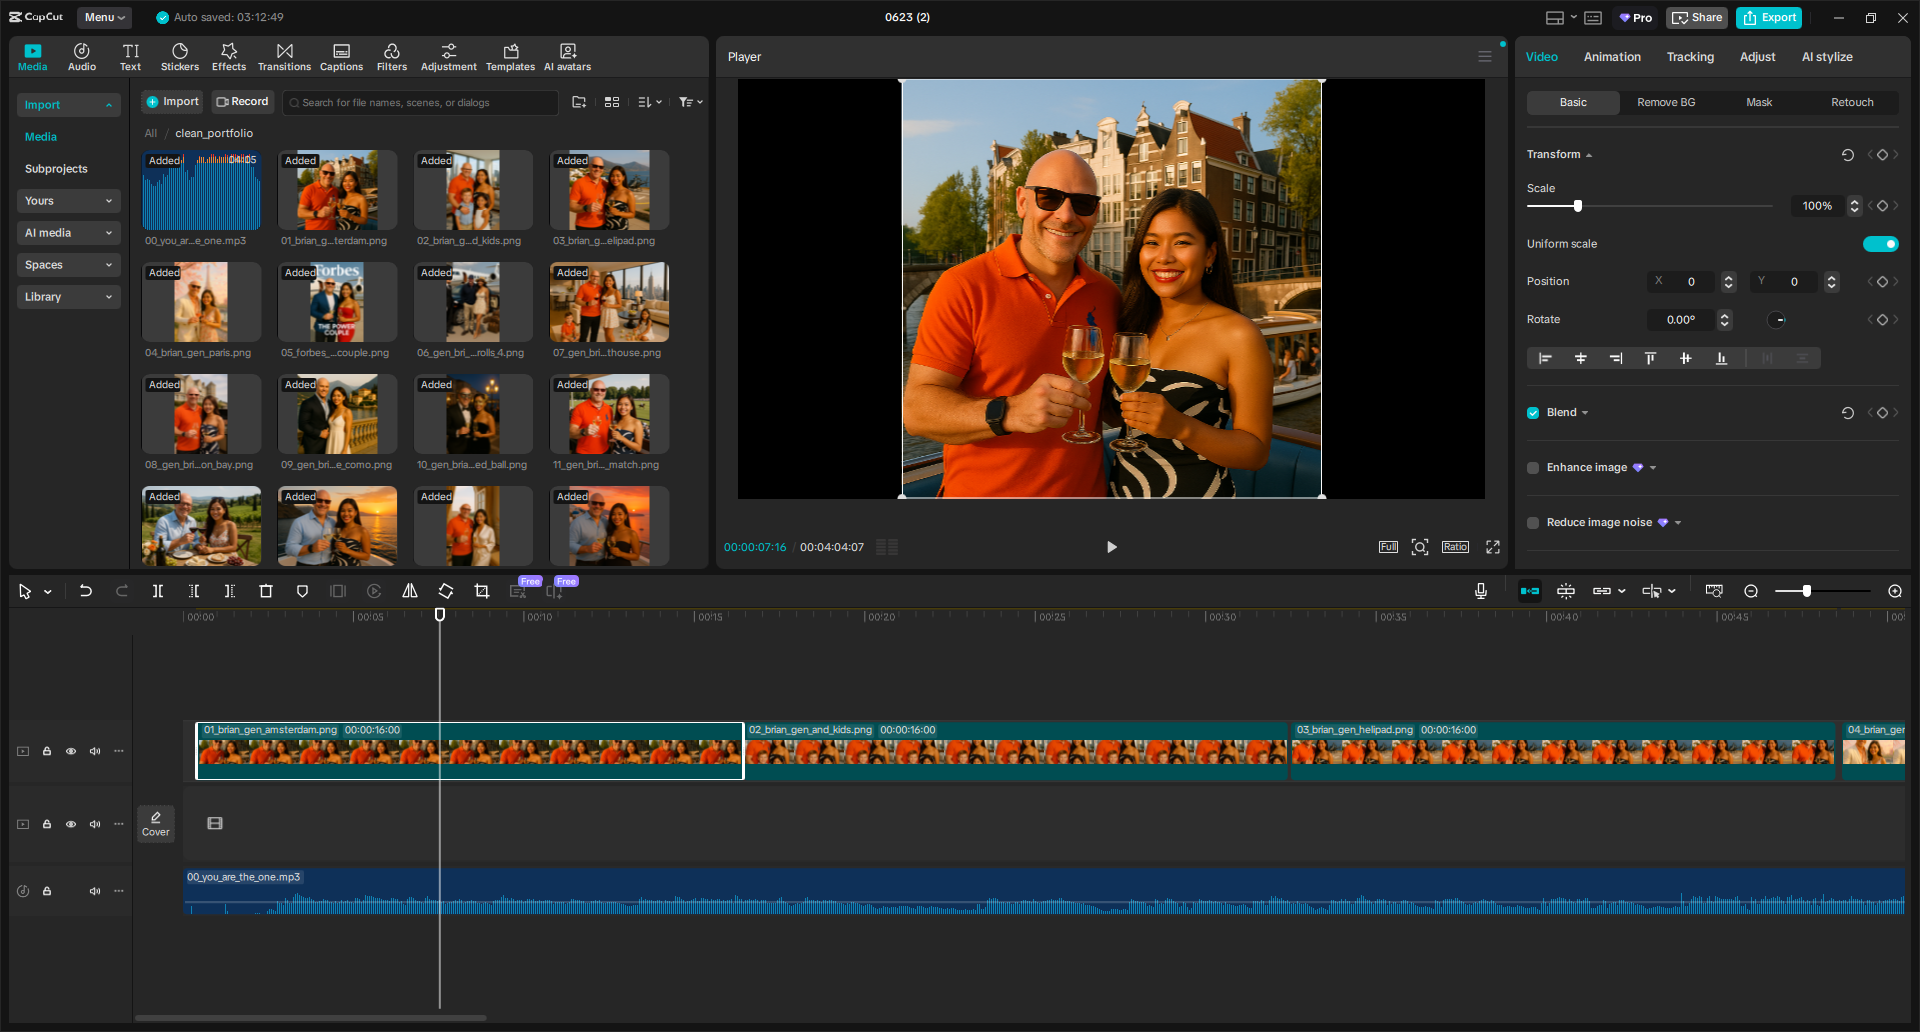 CapCut
Menu
Auto saved: 03:12:49
0623 (2)
Pro
Share
Export
Media
Audio
Text
Stickers
Effects
Transitions
Captions
Filters
Adjustment
Templates
AI avatars
Player
Video
Animation
Tracking
Adjust
AI stylize
Import
Media
Subprojects
Yours
AI media
Spaces
Library
Import
Record
Search for file names, scenes, or dialogs
All / clean_portfolio
Added
04:05
Added
Added
Added
00_you_ar...e_one.mp3
01_brian_g...terdam.png
02_brian_g...d_kids.png
03_brian_g...elipad.png
Added
Added
Added
Added
Forbes
THE POWER
COUPLE
04_brian_gen_paris.png
05_forbes_...couple.png
06_gen_bri_...rolls_4.png
07_gen_bri...thouse.png
Added
Added
Added
Added
08_gen_bri...on_bay.png
09_gen_bri...e_como.png
10_gen_bria...ed_ball.png
11_gen_bri..._match.png
Added
Added
Added
Added
00:00:07:16 / 00:04:04:07
Full
Ratio
Basic
Remove BG
Mask
Retouch
Transform
Scale
100%
Uniform scale
Position
X 0
Y 0
Rotate
0.00°
Blend
Enhance image
Reduce image noise
Free
Free
00:00
00:05
00:10
00:15
00:20
00:25
00:30
00:35
00:40
00:45
01_brian_gen_amsterdam.png 00:00:16:00
02_brian_gen_and_kids.png 00:00:16:00
03_brian_gen_helipad.png 00:00:16:00
04_brian_ger
Cover
00_you_are_the_one.mp3